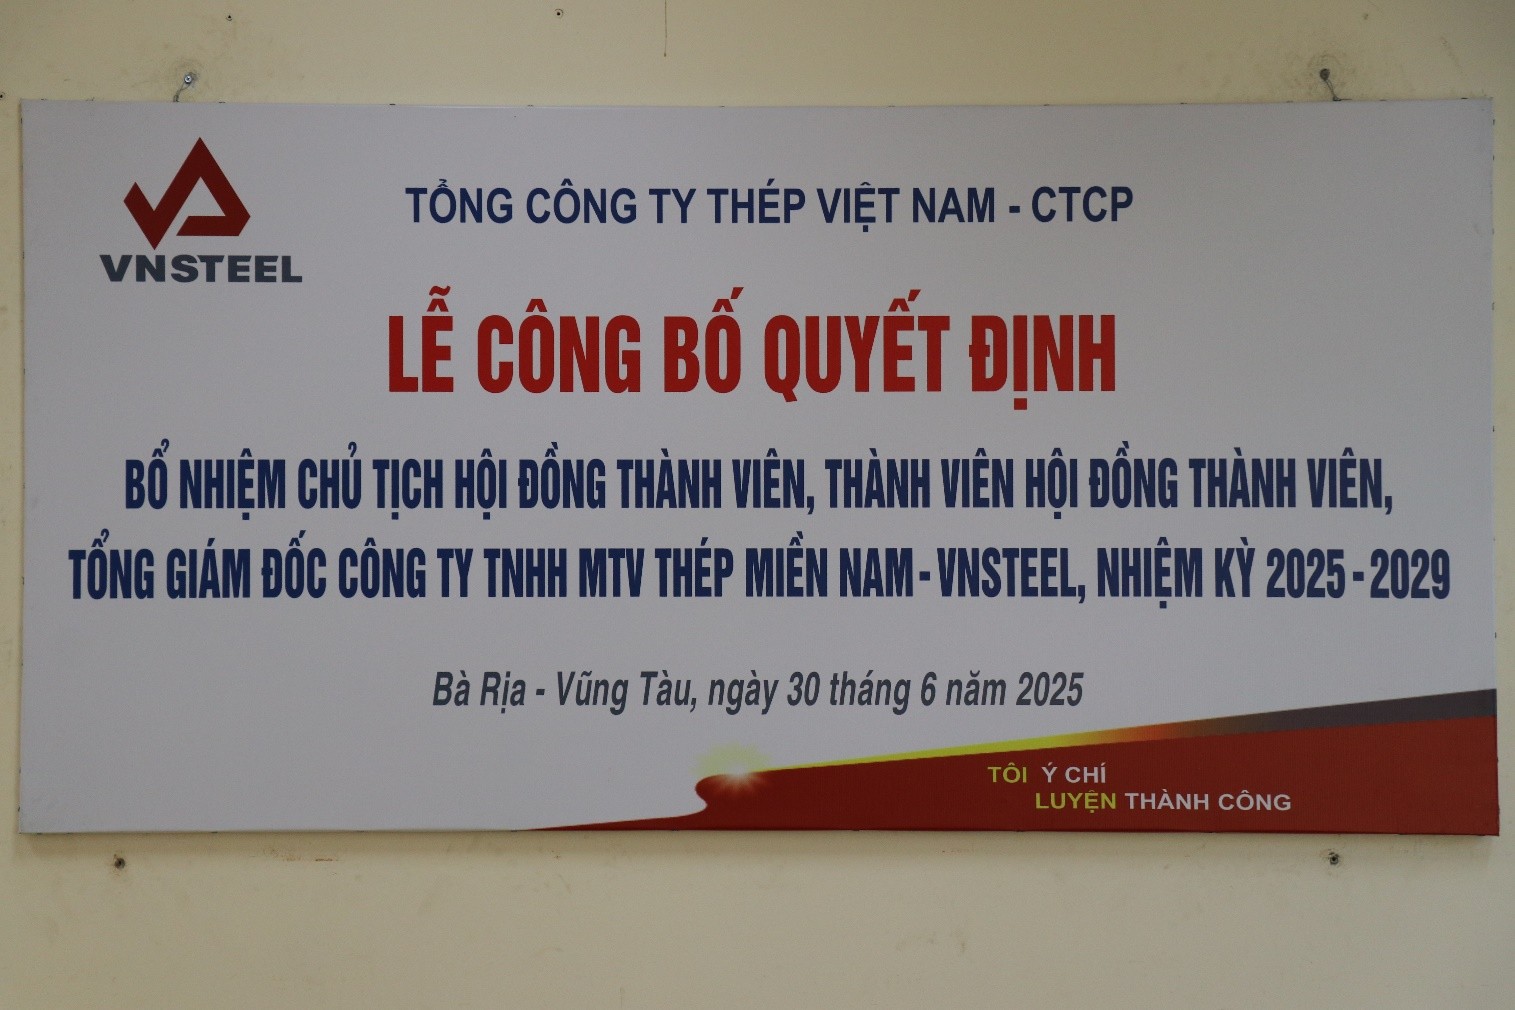 VNSTEEL
TỔNG CÔNG TY THÉP VIỆT NAM - CTCP
LỄ CÔNG BỐ QUYẾT ĐỊNH
BỔ NHIỆM CHỦ TỊCH HỘI ĐỒNG THÀNH VIÊN, THÀNH VIÊN HỘI ĐỒNG THÀNH VIÊN,
TỔNG GIÁM ĐỐC CÔNG TY TNHH MTV THÉP MIỀN NAM - VNSTEEL, NHIỆM KỲ 2025 - 2029
Bà Rịa - Vũng Tàu, ngày 30 tháng 6 năm 2025
TÔI Ý CHÍ
LUYỆN THÀNH CÔNG